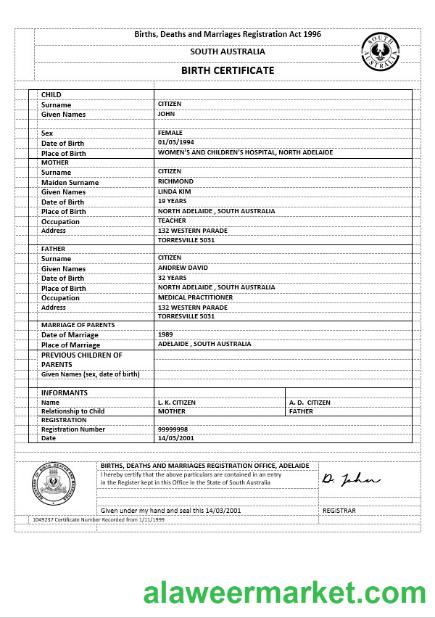 Births, Deaths and Marriages Registration Act 1996
SOUTH AUSTRALIA
BIRTH CERTIFICATE
CHILD
Surname CITIZEN
Given Names JOHN
Sex FEMALE
Date of Birth 01/03/1994
Place of Birth WOMEN'S AND CHILDREN'S HOSPITAL, NORTH ADELAIDE
MOTHER
Surname CITIZEN
Maiden Surname RICHMOND
Given Names LINDA KIM
Date of Birth 19 YEARS
Place of Birth NORTH ADELAIDE , SOUTH AUSTRALIA
Occupation TEACHER
Address 132 WESTERN PARADE
TORRESVILLE 5031
FATHER
Surname CITIZEN
Given Names ANDREW DAVID
Date of Birth 32 YEARS
Place of Birth NORTH ADELAIDE , SOUTH AUSTRALIA
Occupation MEDICAL PRACTITIONER
Address 132 WESTERN PARADE
TORRESVILLE 5031
MARRIAGE OF PARENTS
Date of Marriage 1989
Place of Marriage ADELAIDE , SOUTH AUSTRALIA
PREVIOUS CHILDREN OF
PARENTS
Given Names (sex, date of birth)
INFORMANTS
Name L. K. CITIZEN A. D. CITIZEN
Relationship to Child MOTHER FATHER
REGISTRATION
Registration Number 99999998
Date 14/03/2001
BIRTHS, DEATHS AND MARRIAGES REGISTRATION OFFICE, ADELAIDE
I hereby certify that the above particulars are contained in an entry
in the Register kept in this Office in the State of South Australia
D. John
Given under my hand and seal this 14/03/2001 REGISTRAR
1049237 Certificate Number Recorded from 1/11/1999
alaweermarket.com